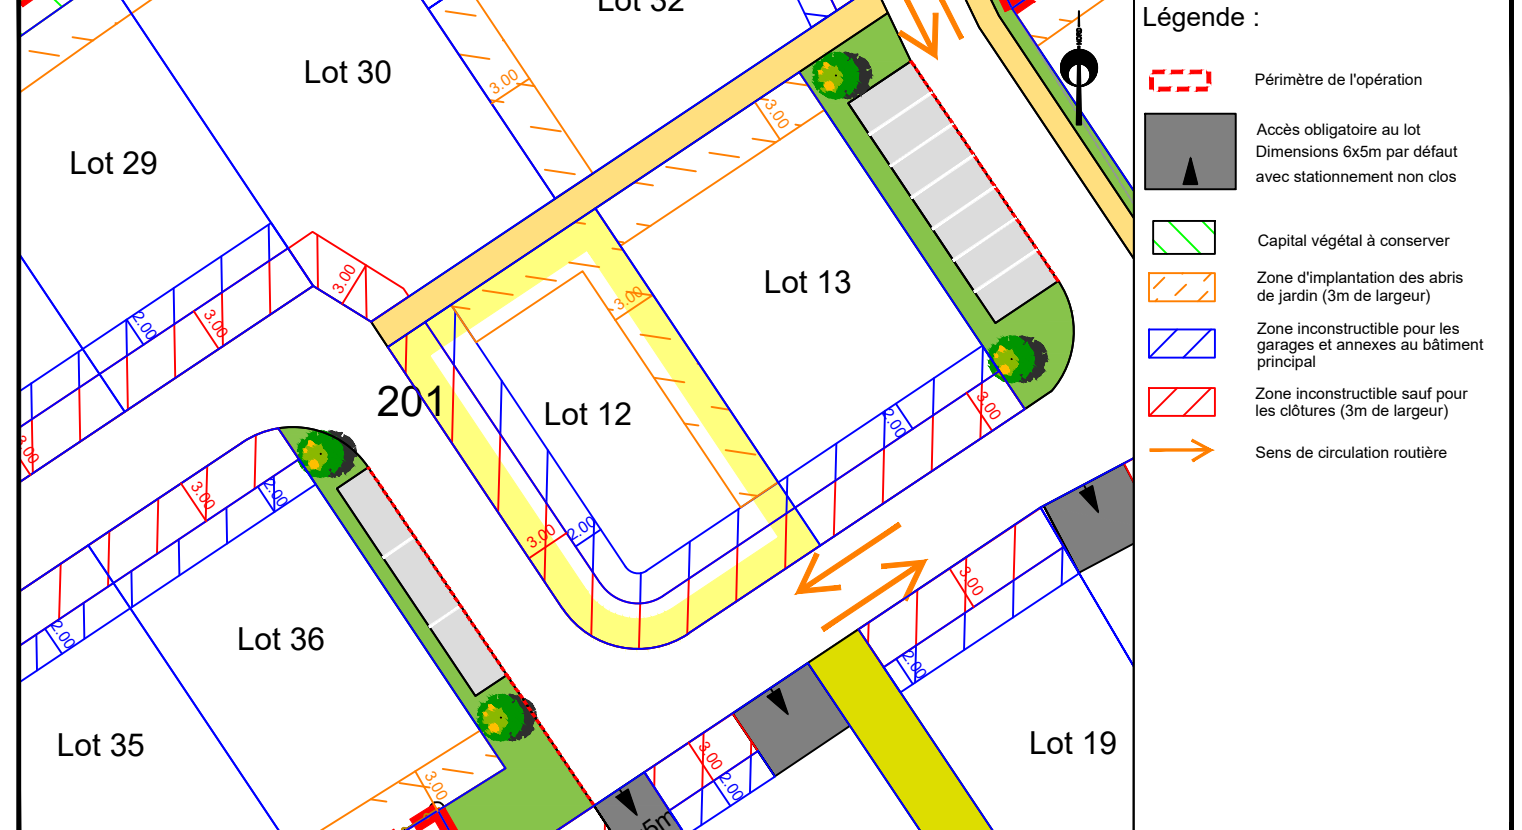 Lot 32
Légende :
NORD
Lot 30
3.00
3.00
Périmètre de l'opération
Lot 29
Accès obligatoire au lot
Dimensions 6x5m par défaut
avec stationnement non clos
Capital végétal à conserver
Zone d'implantation des abris
de jardin (3m de largeur)
Zone inconstructible pour les
garages et annexes au bâtiment
principal
Zone inconstructible sauf pour
les clôtures (3m de largeur)
Sens de circulation routière
Lot 13
3.00
3.00
2.00
3.00
201
Lot 12
2.00
3.00
3.00
3.00
2.00
3.00
2.00
3.00
2.00
Lot 36
2.00
Lot 35
Lot 19
3.00
2.00
3.00
5m